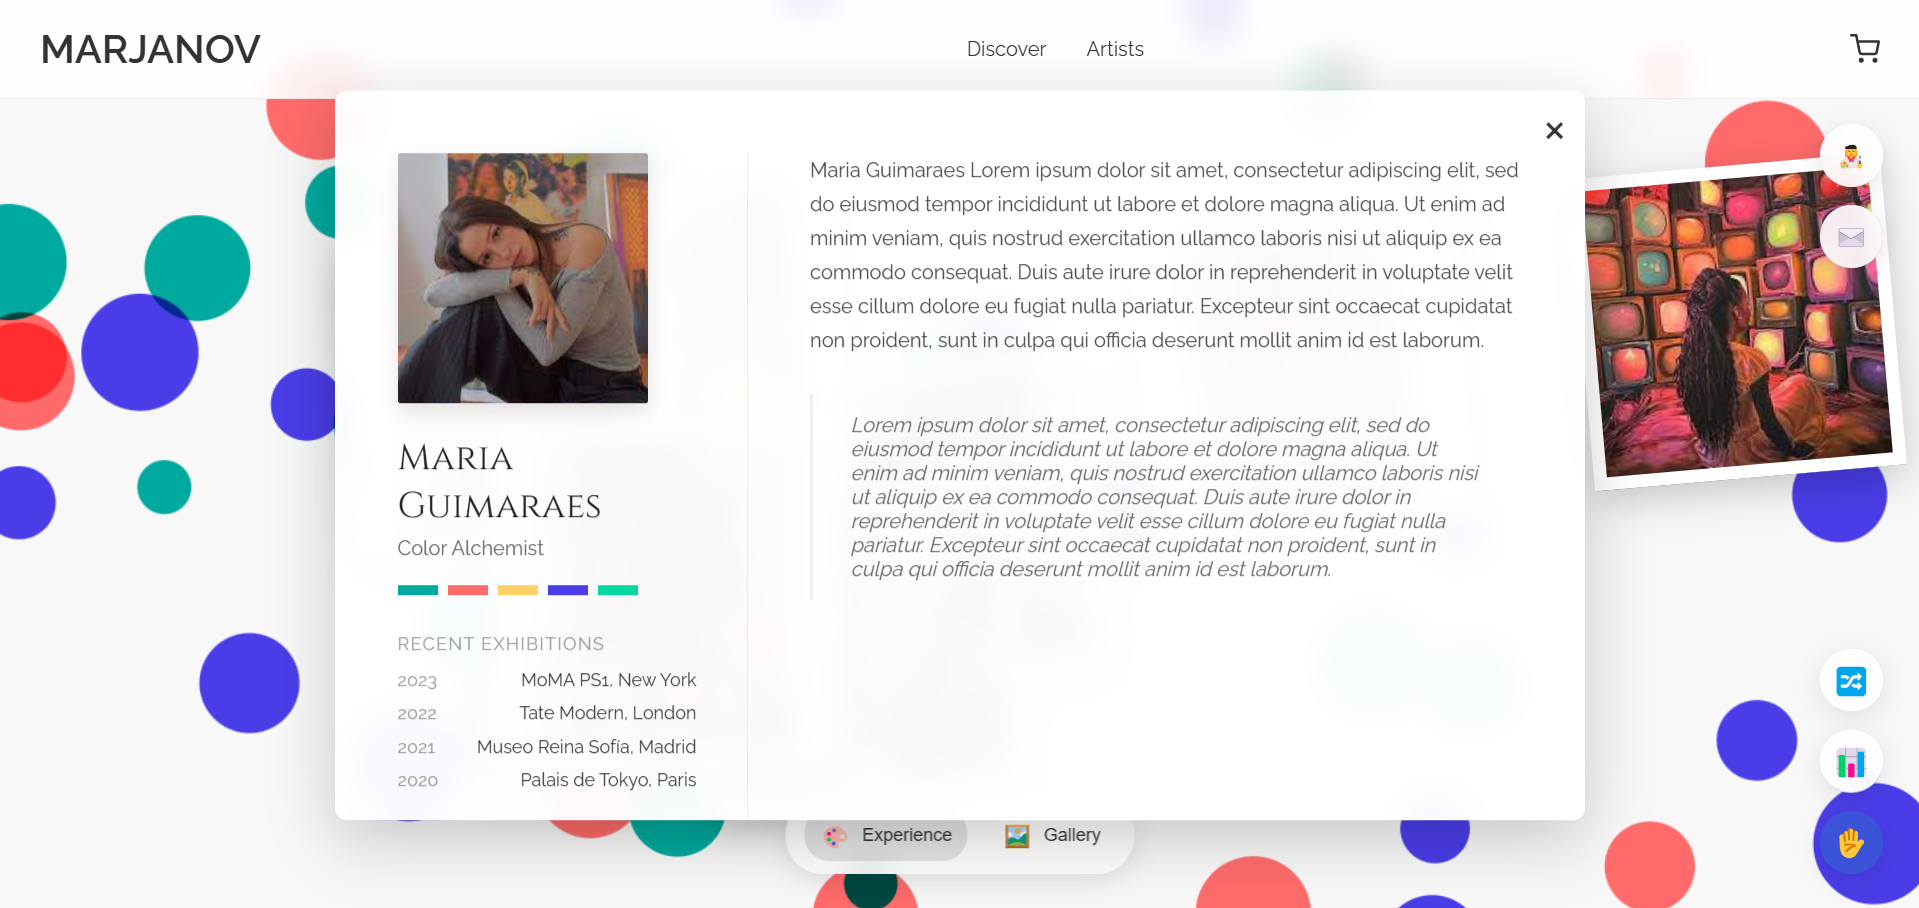 MARJANOV
Discover
Artists
Maria Guimaraes Lorem ipsum dolor sit amet, consectetur adipiscing elit, sed
do eiusmod tempor incididunt ut labore et dolore magna aliqua. Ut enim ad
minim veniam, quis nostrud exercitation ullamco laboris nisi ut aliquip ex ea
commodo consequat. Duis aute irure dolor in reprehenderit in voluptate velit
esse cillum dolore eu fugiat nulla pariatur. Excepteur sint occaecat cupidatat
non proident, sunt in culpa qui officia deserunt mollit anim id est laborum.
Lorem ipsum dolor sit amet, consectetur adipiscing elit, sed do
eiusmod tempor incididunt ut labore et dolore magna aliqua. Ut
enim ad minim veniam, quis nostrud exercitation ullamco laboris nisi
ut aliquip ex ea commodo consequat. Duis aute irure dolor in
reprehenderit in voluptate velit esse cillum dolore eu fugiat nulla
pariatur. Excepteur sint occaecat cupidatat non proident, sunt in
culpa qui officia deserunt mollit anim id est laborum.
Maria
Guimaraes
Color Alchemist
RECENT EXHIBITIONS
2023 MoMA PS1, New York
2022 Tate Modern, London
2021 Museo Reina Sofía, Madrid
2020 Palais de Tokyo, Paris
Experience
Gallery